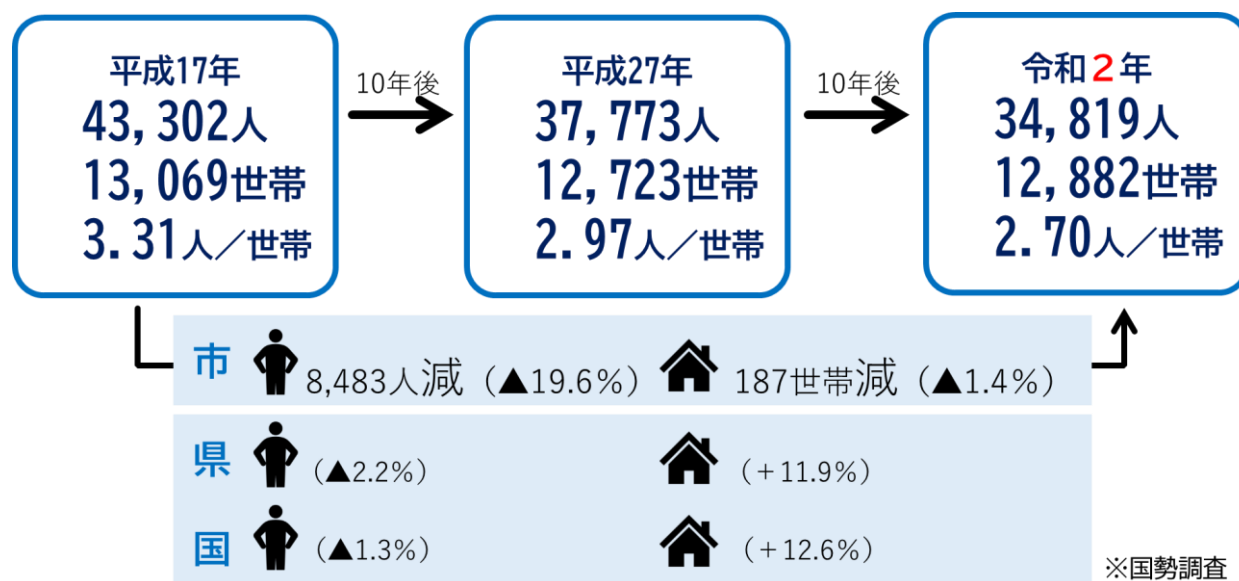 平成17年
43,302人
13,069世帯
3.31人／世帯
10年後
平成27年
37,773人
12,723世帯
2.97人／世帯
10年後
令和２年
34,819人
12,882世帯
2.70人／世帯
市 8,483人減（▲19.6%） 187世帯減（▲1.4%）
県 （▲2.2%） （＋11.9%）
国 （▲1.3%） （＋12.6%）
※国勢調査